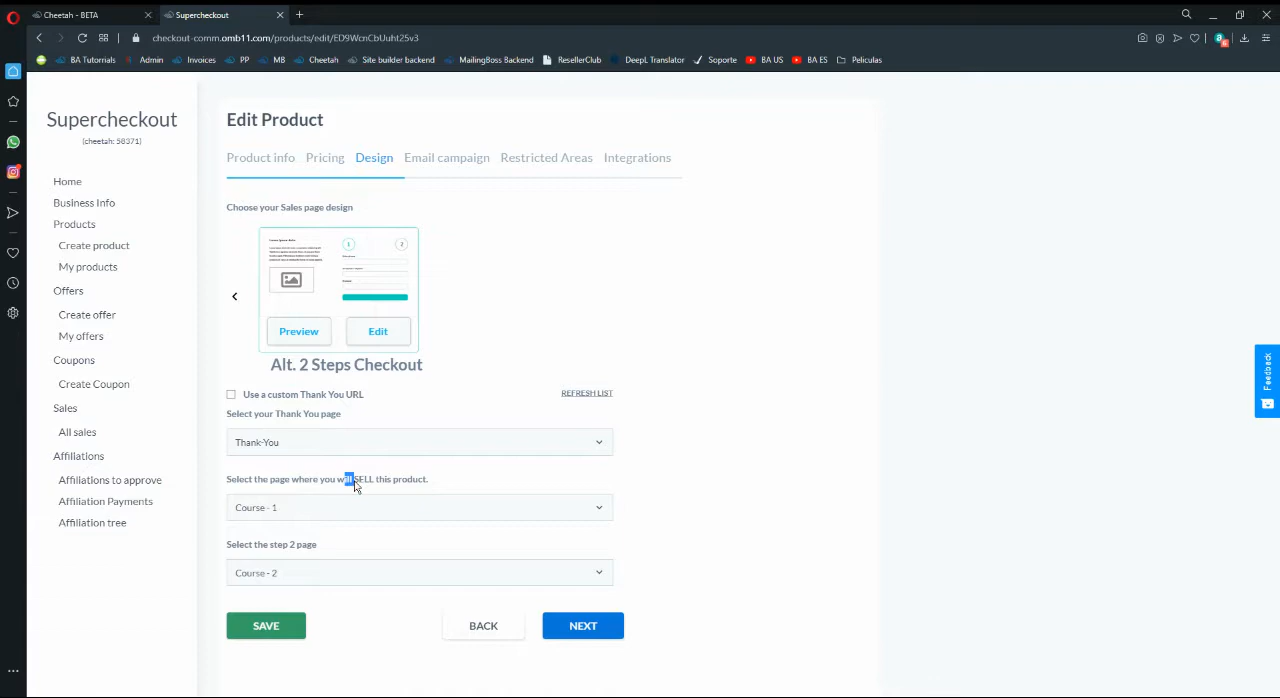 Cheetah - BETA
Supercheckout
checkout-comm.omb11.com/products/edit/ED9WcnCbUuht25v3
BA Tutorrials Admin Invoices PP MB Cheetah Site builder backend MailingBoss Backend ResellerClub DeepL Translator Soporte BA US BA ES Peliculas
Supercheckout
(cheetah: 58371)
Home
Business Info
Products
Create product
My products
Offers
Create offer
My offers
Coupons
Create Coupon
Sales
All sales
Affiliations
Affiliations to approve
Affiliation Payments
Affiliation tree
Edit Product
Product info Pricing Design Email campaign Restricted Areas Integrations
Choose your Sales page design
1 2
Preview Edit
Alt. 2 Steps Checkout
Use a custom Thank You URL REFRESH LIST
Select your Thank You page
Thank-You
Select the page where you will SELL this product.
Course - 1
Select the step 2 page
Course - 2
SAVE BACK NEXT
Feedback